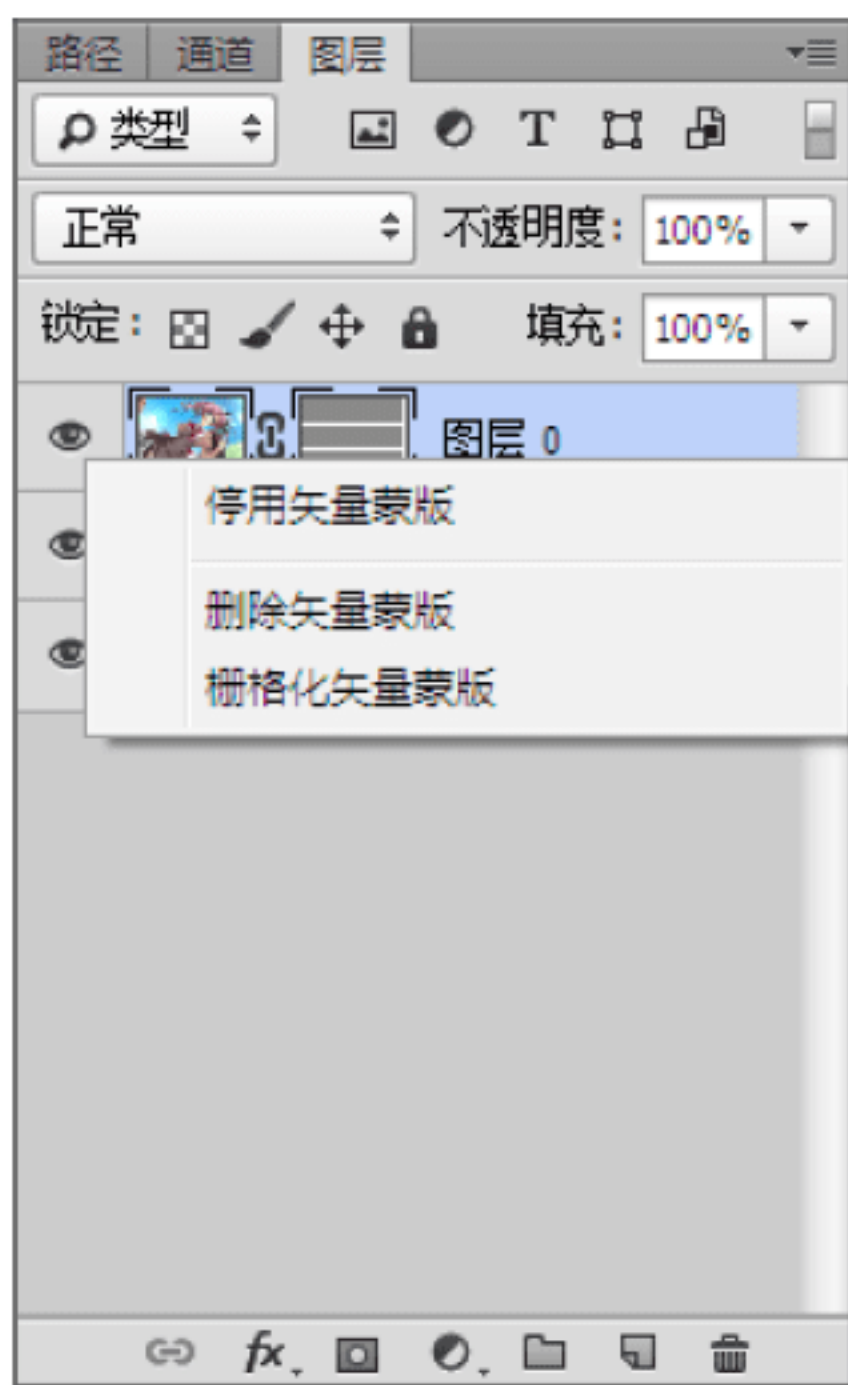 路径 通道 图层
类型 T
正常 不透明度: 100%
锁定: 填充: 100%
图层 0
停用矢量蒙版
删除矢量蒙版
栅格化矢量蒙版
fx